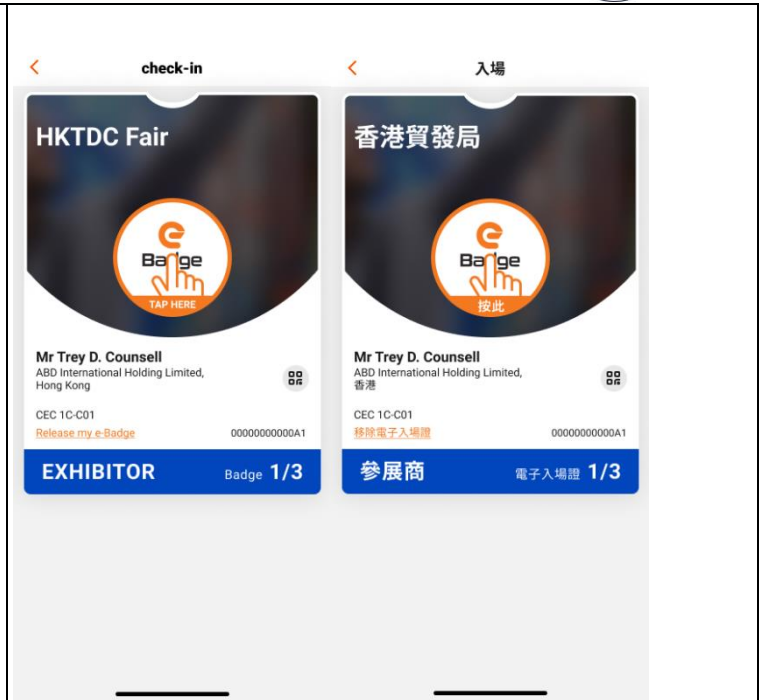 check-in
HKTDC Fair
Badge
TAP HERE
Mr Trey D. Counsell
ABD International Holding Limited,
Hong Kong
CEC 1C-C01
Release my e-Badge 00000000000A1
EXHIBITOR Badge 1/3
入場
香港貿發局
Badge
按此
Mr Trey D. Counsell
ABD International Holding Limited,
香港
CEC 1C-C01
移除電子入場證 00000000000A1
參展商 電子入場證 1/3